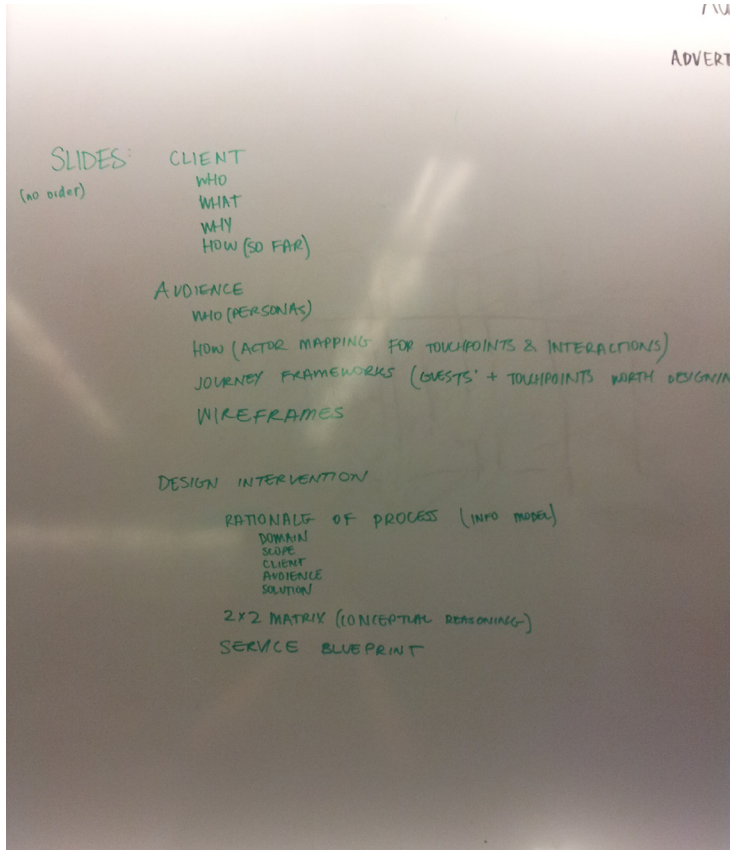 ADVERT
SLIDES: CLIENT
(no order)
WHO
WHAT
WHY
HOW (SO FAR)
AUDIENCE
WHO (PERSONAS)
HOW (ACTOR MAPPING FOR TOUCHPOINTS & INTERACTIONS)
JOURNEY FRAMEWORKS (GUESTS' + TOUCHPOINTS WORTH DESIGNIN
WIREFRAMES
DESIGN INTERVENTION
RATIONALE OF PROCESS (INFO MODEL)
DOMAIN
SCOPE
CLIENT
AUDIENCE
SOLUTION
2x2 MATRIX (CONCEPTUAL REASONING)
SERVICE BLUEPRINT